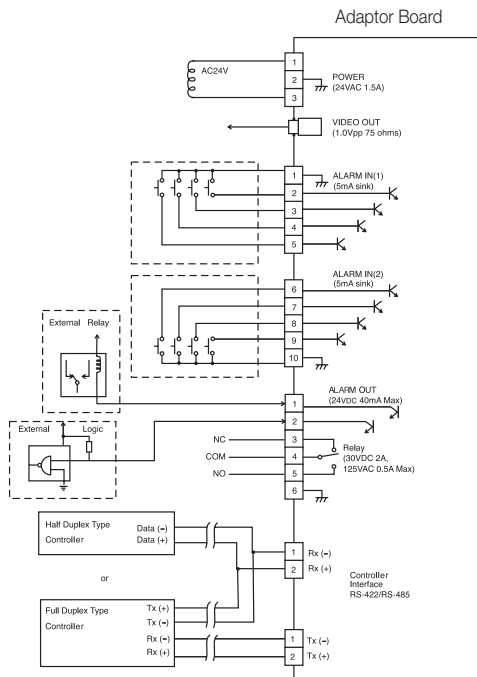 Adaptor Board
AC24V
1
2
3
POWER
(24VAC 1.5A)
VIDEO OUT
(1.0Vpp 75 ohms)
1
2
3
4
5
ALARM IN(1)
(5mA sink)
6
7
8
9
10
ALARM IN(2)
(5mA sink)
External Relay
External Logic
1
2
3
4
5
6
ALARM OUT
(24VDC 40mA Max)
NC
COM
NO
Relay
(30VDC 2A,
125VAC 0.5A Max)
Half Duplex Type
Controller
Data (-)
Data (+)
or
Full Duplex Type
Comtroller
Tx (+)
Tx (-)
Rx (-)
Rx (+)
1 Rx (-)
2 Rx (+)
Controller
Interface
RS-422/RS-485
1 Tx (-)
2 Tx (+)